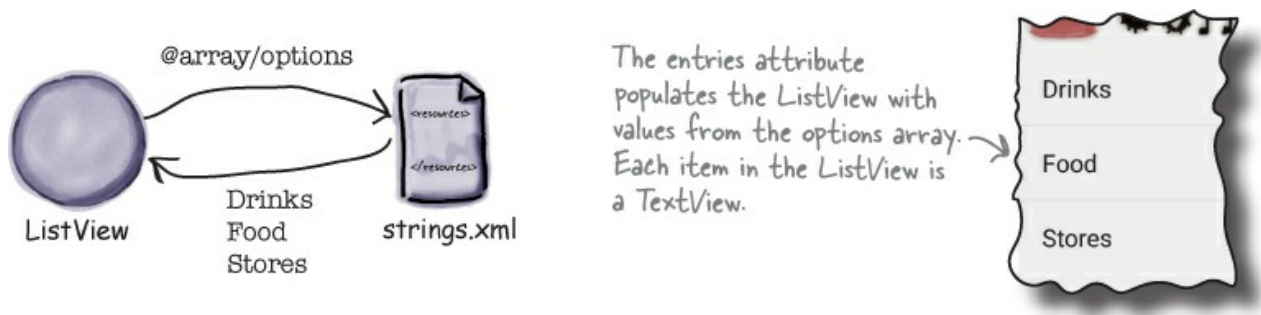 @array/options
<resources>
</resources>
Drinks
Food
Stores
ListView
strings.xml
The entries attribute
populates the ListView with
values from the options array.
Each item in the ListView is
a TextView.
Drinks
Food
Stores